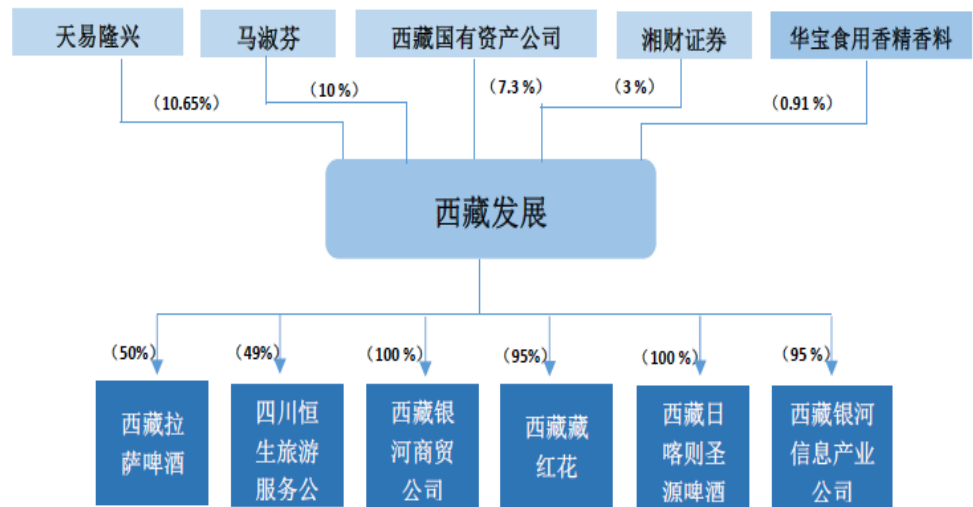 天易隆兴
马淑芬
西藏国有资产公司
湘财证券
华宝食用香精香料
（10.65%）
（10 %）
（7.3 %）
（3 %）
（0.91 %）
西藏发展
（50%）
（49%）
（100 %）
（95%）
（100 %）
（95 %）
西藏拉
萨啤酒
四川恒
生旅游
服务公
西藏银
河商贸
公司
西藏藏
红花
西藏日
喀则圣
源啤酒
西藏银河
信息产业
公司